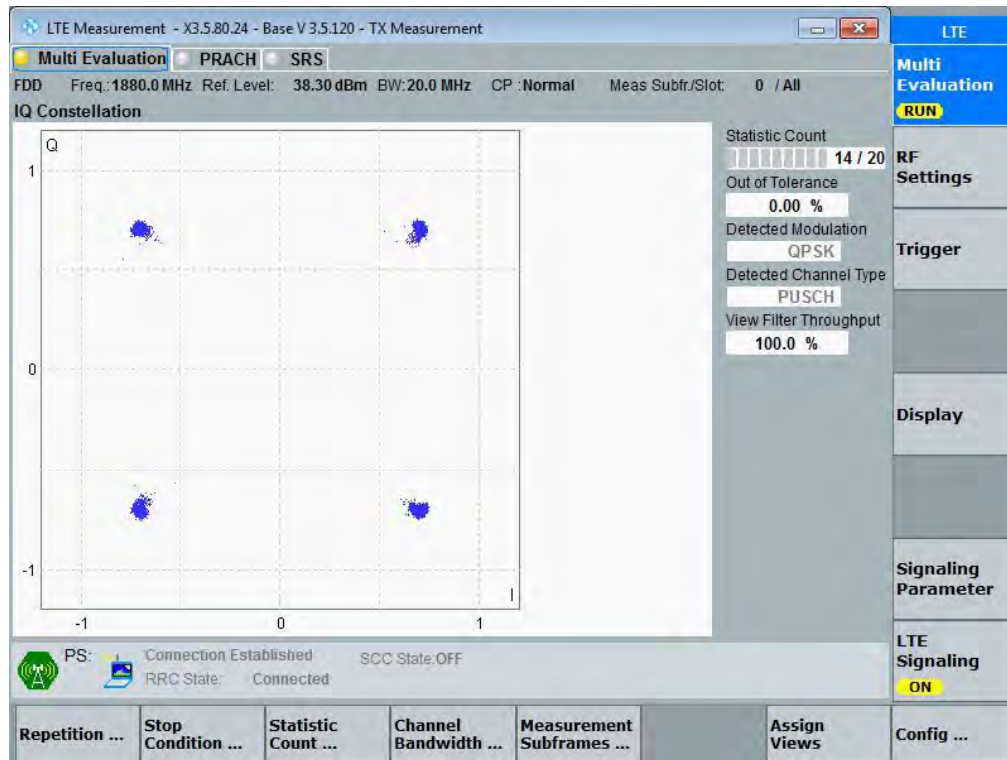 LTE Measurement - X3.5.80.24 - Base V 3.5.120 - TX Measurement
Multi Evaluation PRACH SRS
FDD Freq.:1880.0 MHz Ref. Level: 38.30 dBm BW:20.0 MHz CP :Normal Meas Subfr./Slot: 0 / All
IQ Constellation
Q
1
0
-1
I
-1
0
1
Statistic Count
14 / 20
Out of Tolerance
0.00 %
Detected Modulation
QPSK
Detected Channel Type
PUSCH
View Filter Throughput
100.0 %
PS: Connection Established SCC State:OFF
RRC State: Connected
LTE
Multi
Evaluation
RUN
RF
Settings
Trigger
Display
Signaling
Parameter
LTE
Signaling
ON
Repetition ...
Stop
Condition ...
Statistic
Count ...
Channel
Bandwidth ...
Measurement
Subframes ...
Assign
Views
Config ...